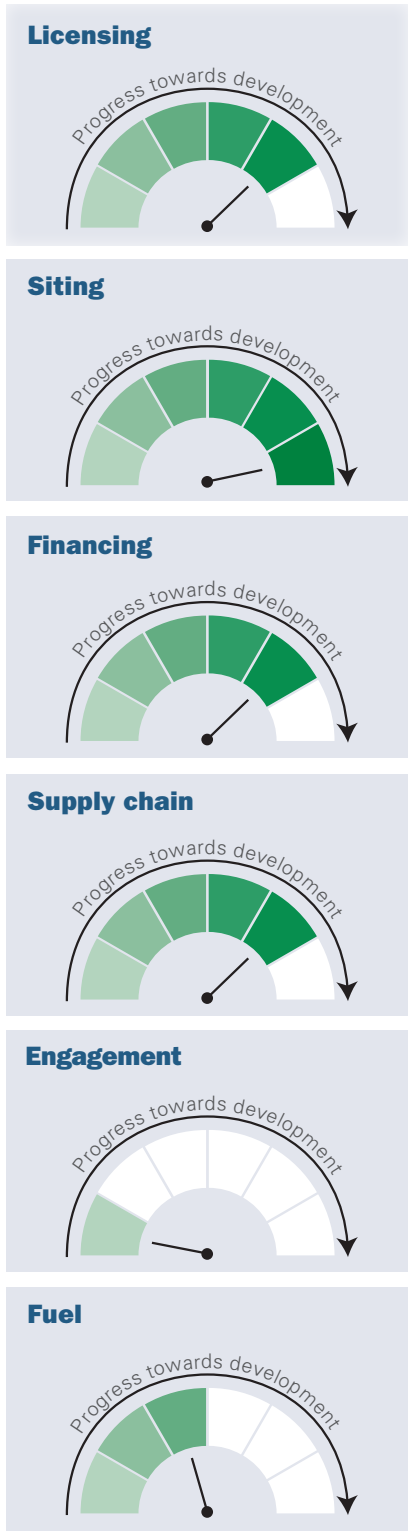 Licensing
Progress towards development
Siting
Progress towards development
Financing
Progress towards development
Supply chain
Progress towards development
Engagement
Progress towards development
Fuel
Progress towards development